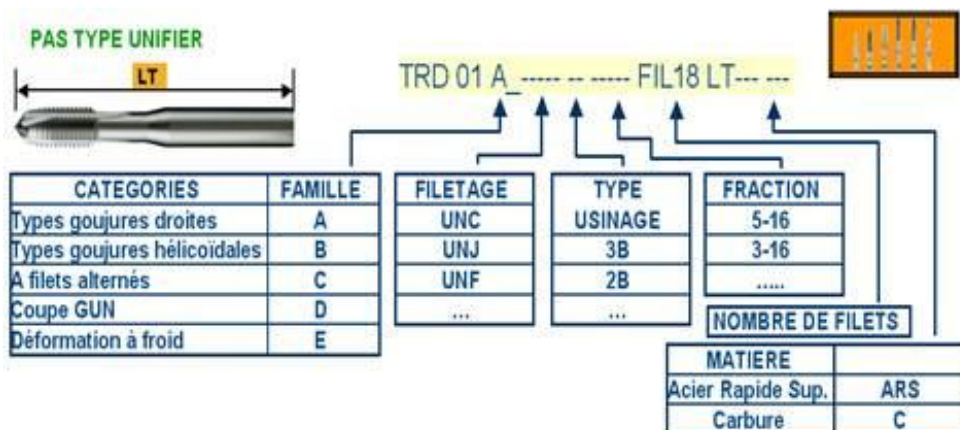 PAS TYPE UNIFIER
LT
TRD 01 A_----- -- ----- FIL18 LT--- ---
CATEGORIES FAMILLE
Types goujures droites A
Types goujures hélicoïdales B
A filets alternés C
Coupe GUN D
Déformation à froid E
FILETAGE
UNC
UNJ
UNF
...
TYPE
USINAGE
3B
2B
...
FRACTION
5-16
3-16
.....
NOMBRE DE FILETS
MATIERE
Acier Rapide Sup. ARS
Carbure C